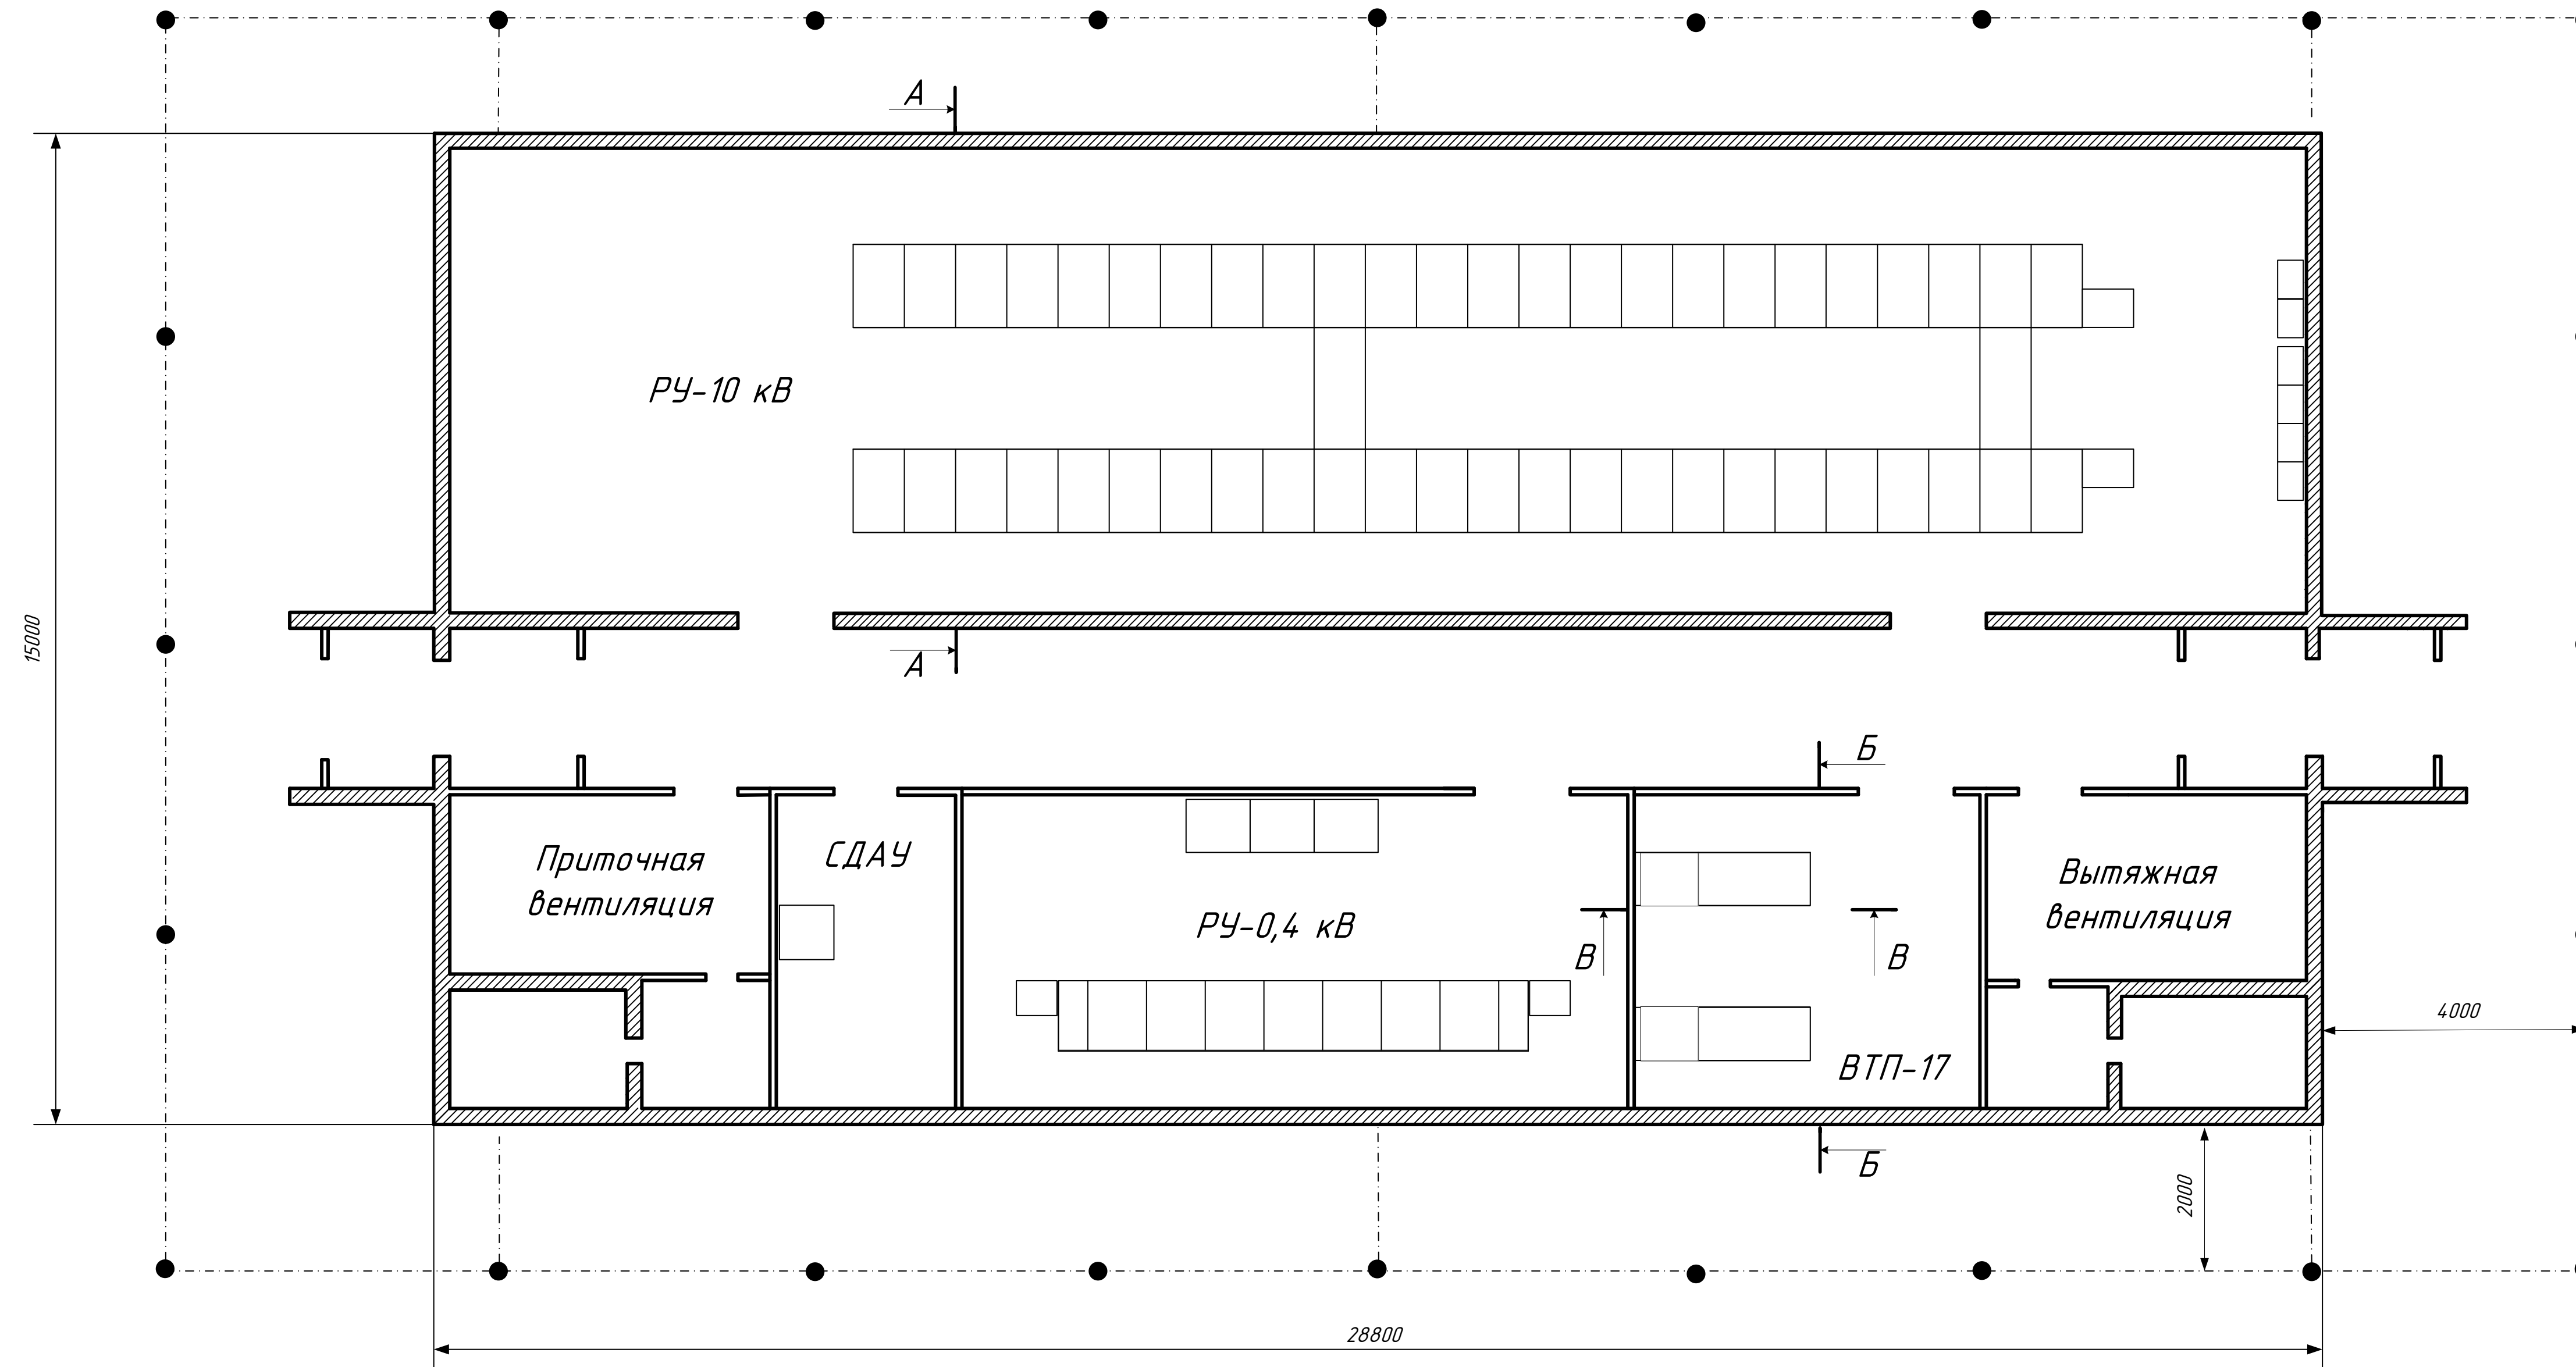 А
РУ-10 кВ
15000
А
Б
Приточная
вентиляция
СДАУ
РУ-0,4 кВ
В
В
Вытяжная
вентиляция
4000
ВТП-17
Б
2000
28800